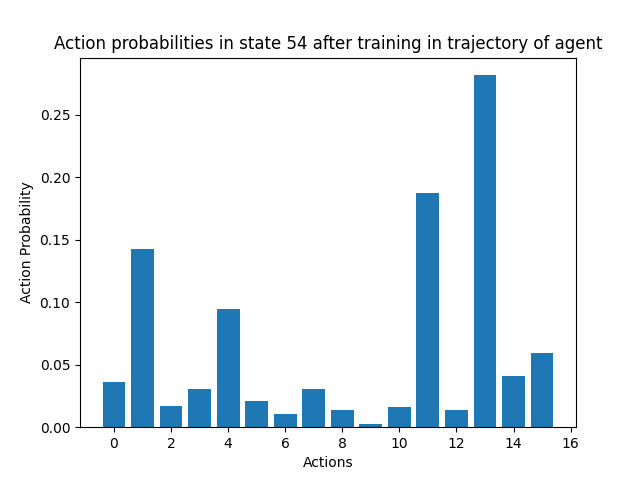 Action probabilities in state 54 after training in trajectory of agent
Action Probability
0.25
0.20
0.15
0.10
0.05
0.00
0 2 4 6 8 10 12 14 16
Actions